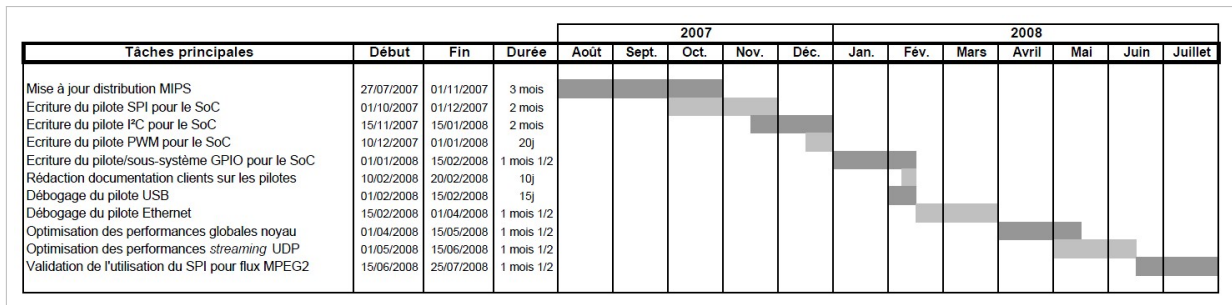 2007 2008
Tâches principales Début Fin Durée Août Sept. Oct. Nov. Déc. Jan. Fév. Mars Avril Mai Juin Juillet
Mise à jour distribution MIPS 27/07/2007 01/11/2007 3 mois
Ecriture du pilote SPI pour le SoC 01/10/2007 01/12/2007 2 mois
Ecriture du pilote I²C pour le SoC 15/11/2007 15/01/2008 2 mois
Ecriture du pilote PWM pour le SoC 10/12/2007 01/01/2008 20j
Ecriture du pilote/sous-système GPIO pour le SoC 01/01/2008 15/02/2008 1 mois 1/2
Rédaction documentation clients sur les pilotes 10/02/2008 20/02/2008 10j
Débogage du pilote USB 01/02/2008 15/02/2008 15j
Débogage du pilote Ethernet 15/02/2008 01/04/2008 1 mois 1/2
Optimisation des performances globales noyau 01/04/2008 15/05/2008 1 mois 1/2
Optimisation des performances streaming UDP 01/05/2008 15/06/2008 1 mois 1/2
Validation de l'utilisation du SPI pour flux MPEG2 15/06/2008 25/07/2008 1 mois 1/2